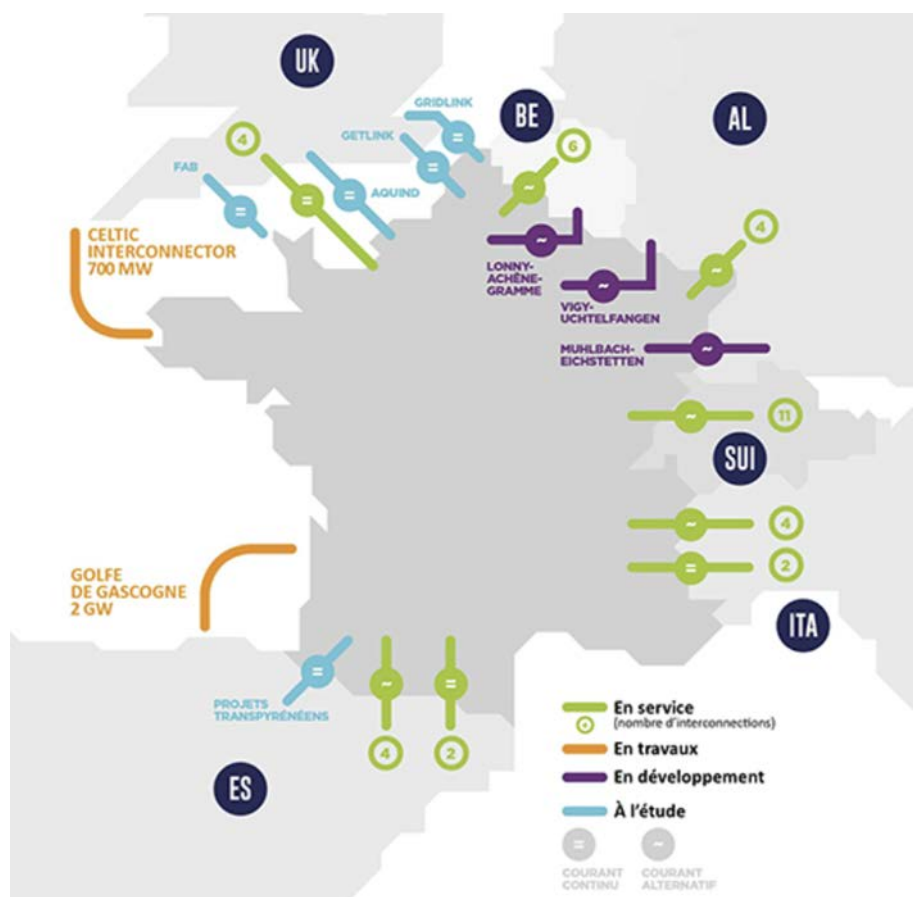 UK
BE
AL
GRIDLINK
GETLINK
4
6
FAB
AQUIND
4
CELTIC
INTERCONNECTOR
700 MW
LONNY-
ACHÈNE-
GRAMME
VIGY-
UCHTELFANGEN
MUHLBACH-
EICHSTETTEN
11
SUI
4
2
GOLFE
DE GASCOGNE
2 GW
ITA
PROJETS
TRANSPYRÉNÉENS
4
2
ES
En service
(nombre d'interconnections)
En travaux
En développement
À l'étude
COURANT
CONTINU
COURANT
ALTERNATIF